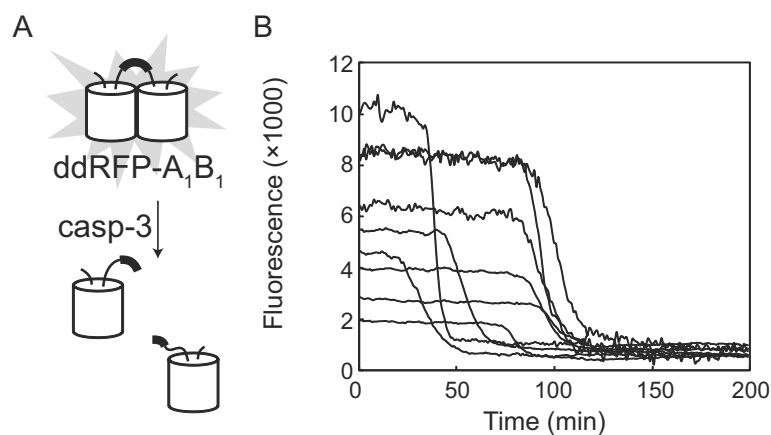 A
ddRFP-A₁B₁
casp-3
B
Fluorescence (×1000)
12
10
8
6
4
2
0
0 50 100 150 200
Time (min)